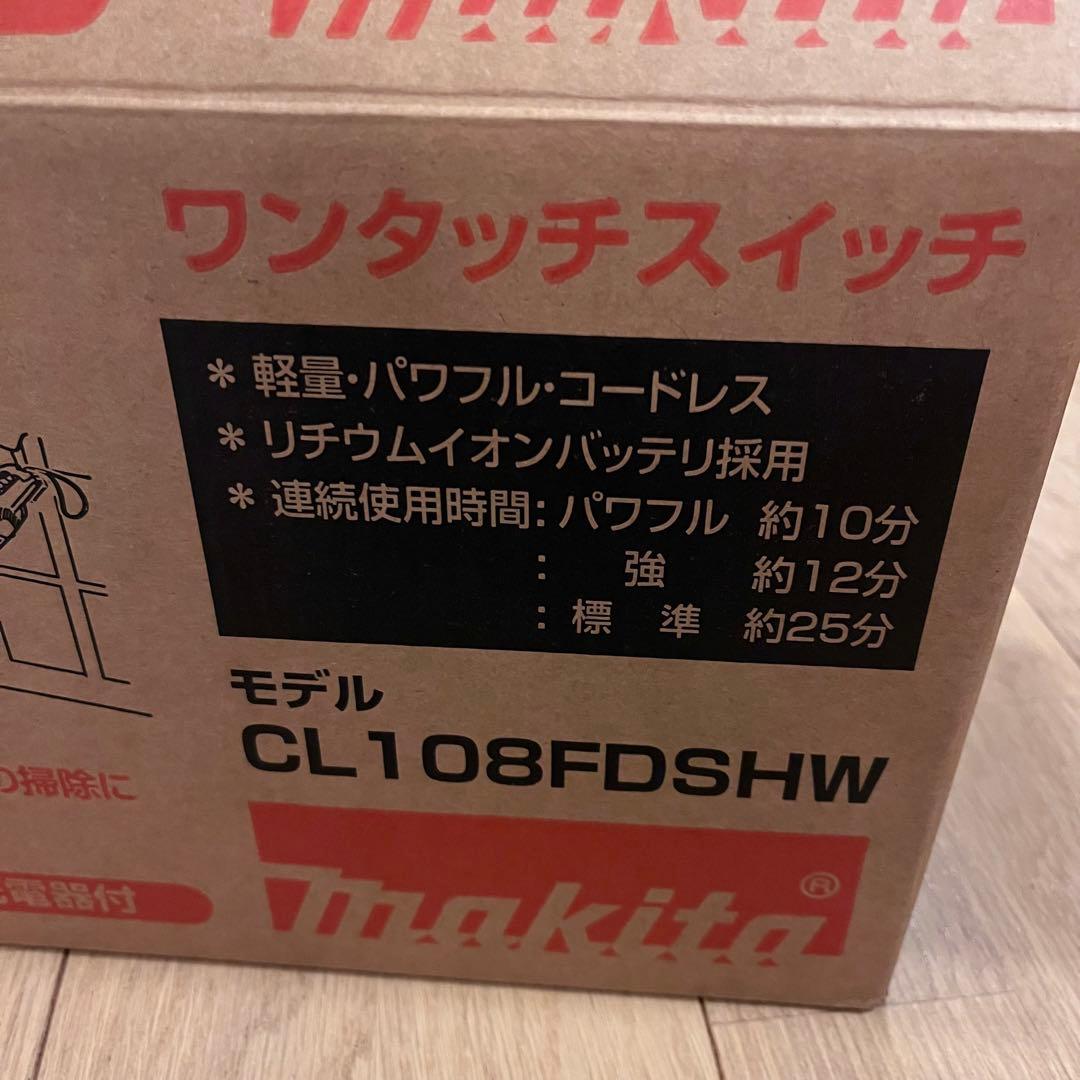 ワンタッチスイッチ
* 軽量・パワフル・コードレス
* リチウムイオンバッテリ採用
* 連続使用時間:パワフル 約10分
: 強 約12分
: 標 準 約25分
モデル
CL108FDSHW
の掃除に
電器付
makita®